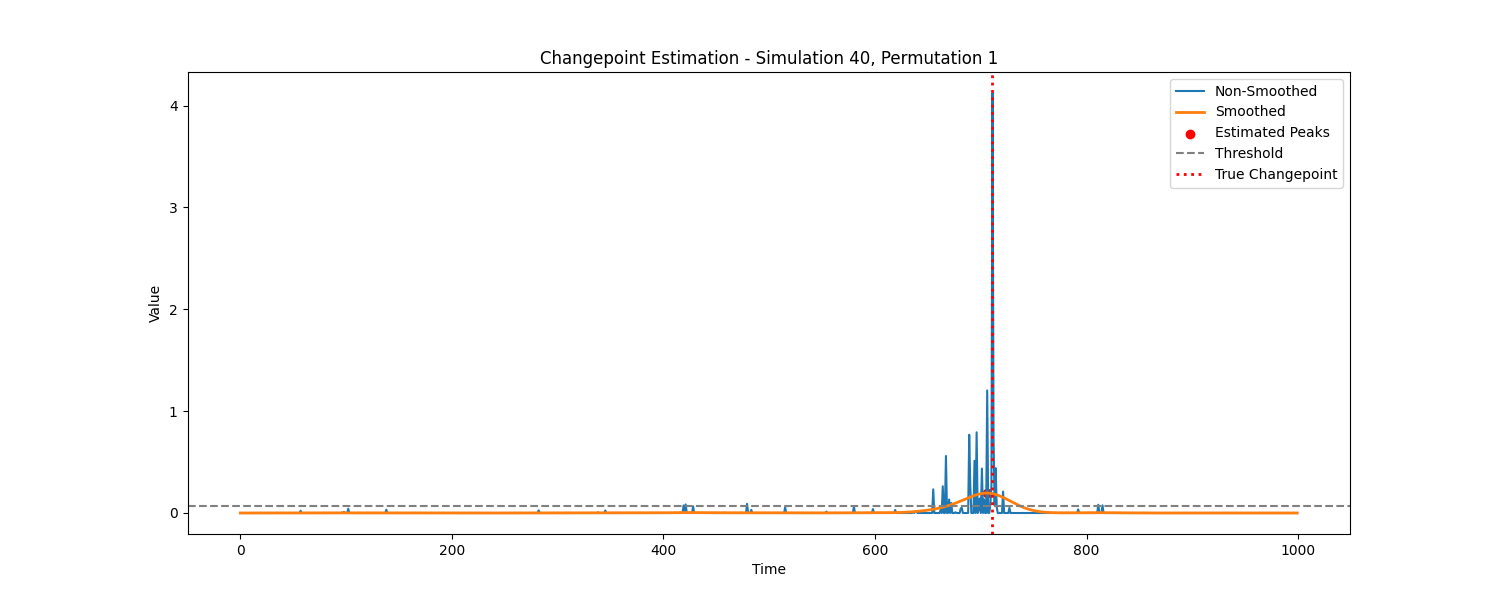 Changepoint Estimation - Simulation 40, Permutation 1
Non-Smoothed
Smoothed
Estimated Peaks
Threshold
True Changepoint
Value
4
3
2
1
0
0 200 400 600 800 1000
Time